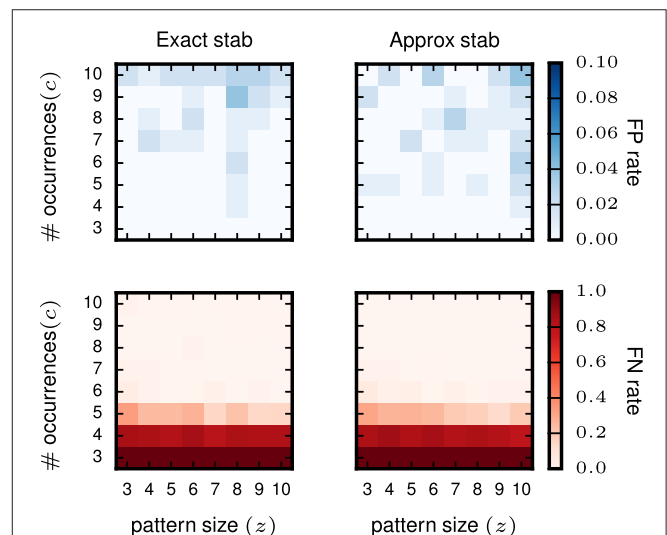 Exact stab
Approx stab
# occurrences(c)
10
9
8
7
6
5
4
3
0.10
0.08
0.06
0.04
0.02
0.00
FP rate
# occurrences(c)
10
9
8
7
6
5
4
3
1.0
0.8
0.6
0.4
0.2
0.0
FN rate
3 4 5 6 7 8 9 10
3 4 5 6 7 8 9 10
pattern size (z)
pattern size (z)